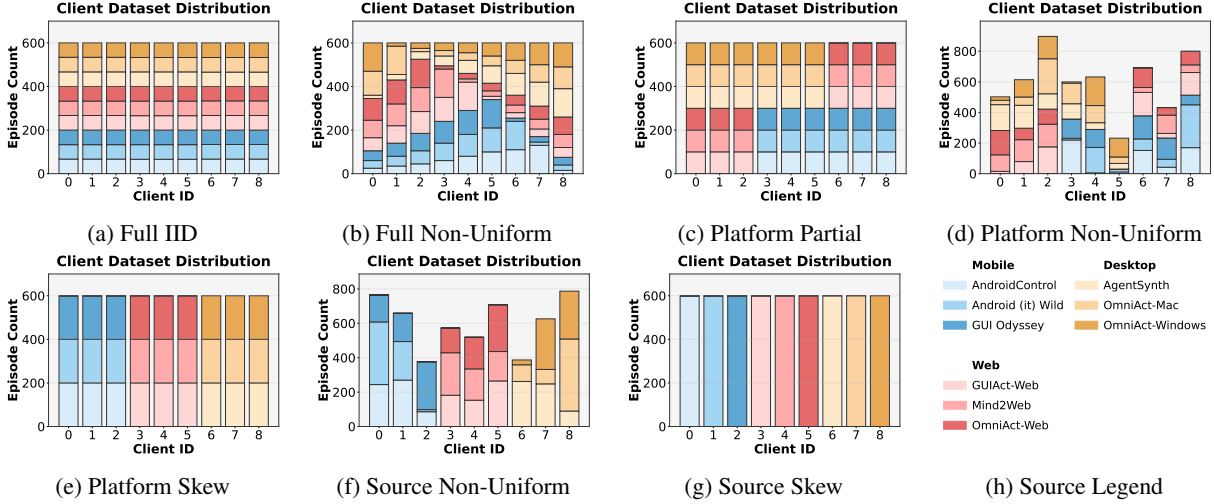 Client Dataset Distribution
Episode Count
600
400
200
0
0 1 2 3 4 5 6 7 8
Client ID
(a) Full IID
Client Dataset Distribution
Episode Count
600
400
200
0
0 1 2 3 4 5 6 7 8
Client ID
(b) Full Non-Uniform
Client Dataset Distribution
Episode Count
600
400
200
0
0 1 2 3 4 5 6 7 8
Client ID
(c) Platform Partial
Client Dataset Distribution
Episode Count
800
600
400
200
0
0 1 2 3 4 5 6 7 8
Client ID
(d) Platform Non-Uniform
Client Dataset Distribution
Episode Count
600
400
200
0
0 1 2 3 4 5 6 7 8
Client ID
(e) Platform Skew
Client Dataset Distribution
Episode Count
800
600
400
200
0
0 1 2 3 4 5 6 7 8
Client ID
(f) Source Non-Uniform
Client Dataset Distribution
Episode Count
600
400
200
0
0 1 2 3 4 5 6 7 8
Client ID
(g) Source Skew
Mobile
AndroidControl
Android (it) Wild
GUI Odyssey
Desktop
AgentSynth
OmniAct-Mac
OmniAct-Windows
Web
GUIAct-Web
Mind2Web
OmniAct-Web
(h) Source Legend